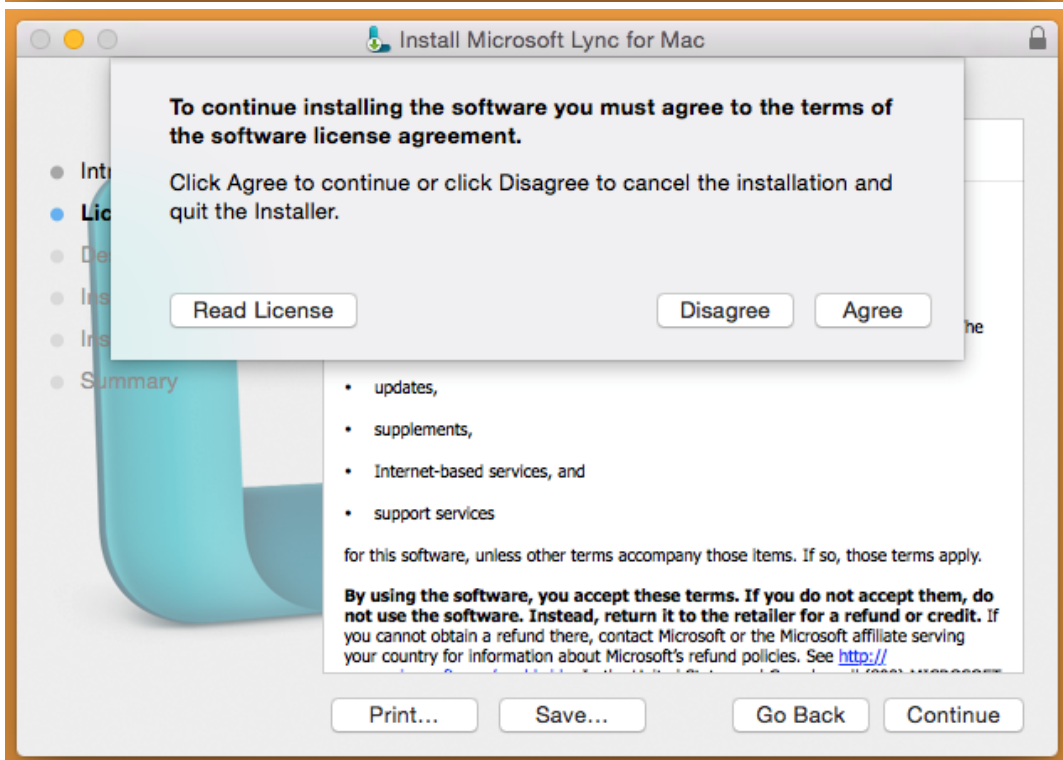 Install Microsoft Lync for Mac
To continue installing the software you must agree to the terms of
the software license agreement.
Click Agree to continue or click Disagree to cancel the installation and
quit the Installer.
Read License Disagree Agree
Summary
he
• updates,
• supplements,
• Internet-based services, and
• support services
for this software, unless other terms accompany those items. If so, those terms apply.
By using the software, you accept these terms. If you do not accept them, do
not use the software. Instead, return it to the retailer for a refund or credit. If
you cannot obtain a refund there, contact Microsoft or the Microsoft affiliate serving
your country for information about Microsoft's refund policies. See http://
Print... Save... Go Back Continue